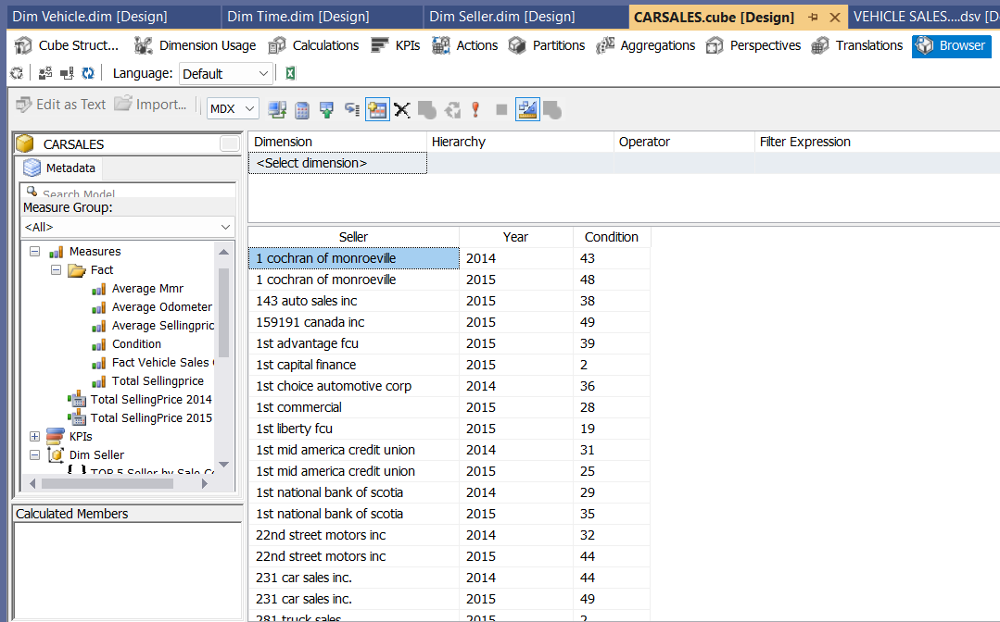 Dim Vehicle.dim [Design] Dim Time.dim [Design] Dim Seller.dim [Design] CARSALES.cube [Design] VEHICLE SALES....dsv [D
Cube Struct... Dimension Usage Calculations KPIs Actions Partitions Aggregations Perspectives Translations Browser
Language: Default
Edit as Text Import... MDX
CARSALES
Metadata
Search Model
Measure Group:
<All>
Measures
Fact
Average Mmr
Average Odometer
Average Sellingpric
Condition
Fact Vehicle Sales
Total Sellingprice
Total SellingPrice 2014
Total SellingPrice 2015
KPIs
Dim Seller
TOP 5 Seller by Sale Co
Calculated Members
Dimension Hierarchy Operator Filter Expression
<Select dimension>
Seller Year Condition
1 cochran of monroeville 2014 43
1 cochran of monroeville 2015 48
143 auto sales inc 2015 38
159191 canada inc 2015 49
1st advantage fcu 2015 39
1st capital finance 2015 2
1st choice automotive corp 2014 36
1st commercial 2015 28
1st liberty fcu 2015 19
1st mid america credit union 2014 31
1st mid america credit union 2015 25
1st national bank of scotia 2014 29
1st national bank of scotia 2015 35
22nd street motors inc 2014 32
22nd street motors inc 2015 44
231 car sales inc. 2014 44
231 car sales inc. 2015 49
281 truck sales 2015 2